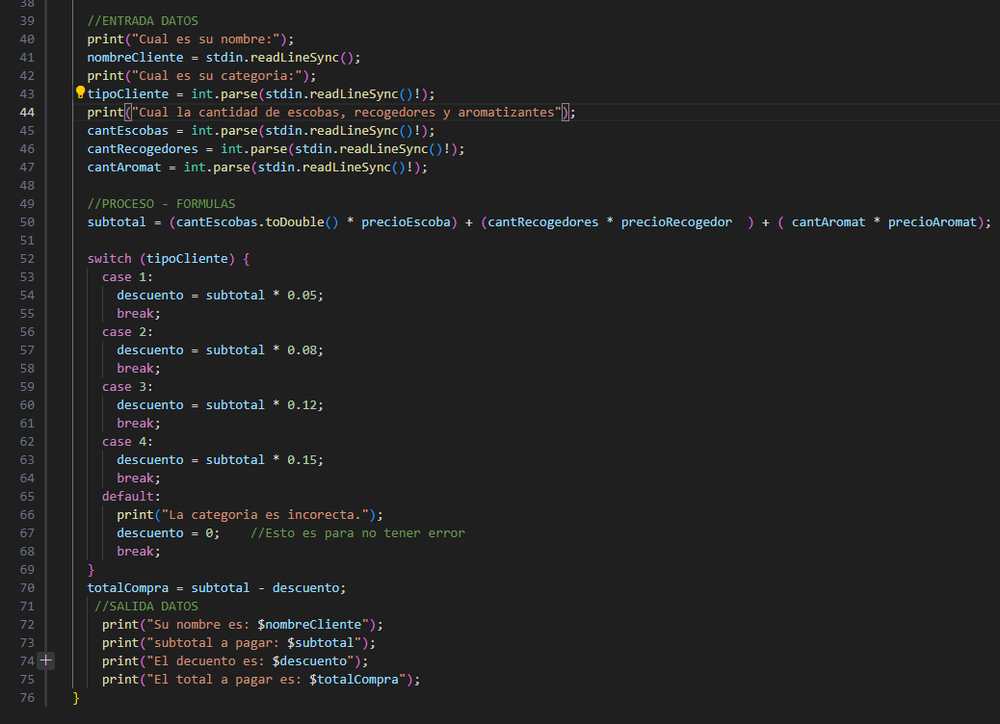 38
39 //ENTRADA DATOS
40 print("Cual es su nombre:");
41 nombreCliente = stdin.readLineSync();
42 print("Cual es su categoria:");
43 tipoCliente = int.parse(stdin.readLineSync()!);
44 print("Cual la cantidad de escobas, recogedores y aromatizantes");
45 cantEscobas = int.parse(stdin.readLineSync()!);
46 cantRecogedores = int.parse(stdin.readLineSync()!);
47 cantAromat = int.parse(stdin.readLineSync()!);
48
49 //PROCESO - FORMULAS
50 subtotal = (cantEscobas.toDouble() * precioEscoba) + (cantRecogedores * precioRecogedor  ) + ( cantAromat * precioAromat);
51
52 switch (tipoCliente) {
53 case 1:
54 descuento = subtotal * 0.05;
55 break;
56 case 2:
57 descuento = subtotal * 0.08;
58 break;
59 case 3:
60 descuento = subtotal * 0.12;
61 break;
62 case 4:
63 descuento = subtotal * 0.15;
64 break;
65 default:
66 print("La categoria es incorecta.");
67 descuento = 0;    //Esto es para no tener error
68 break;
69 }
70 totalCompra = subtotal - descuento;
71 //SALIDA DATOS
72 print("Su nombre es: $nombreCliente");
73 print("subtotal a pagar: $subtotal");
74 print("El decuento es: $descuento");
75 print("El total a pagar es: $totalCompra");
76 }